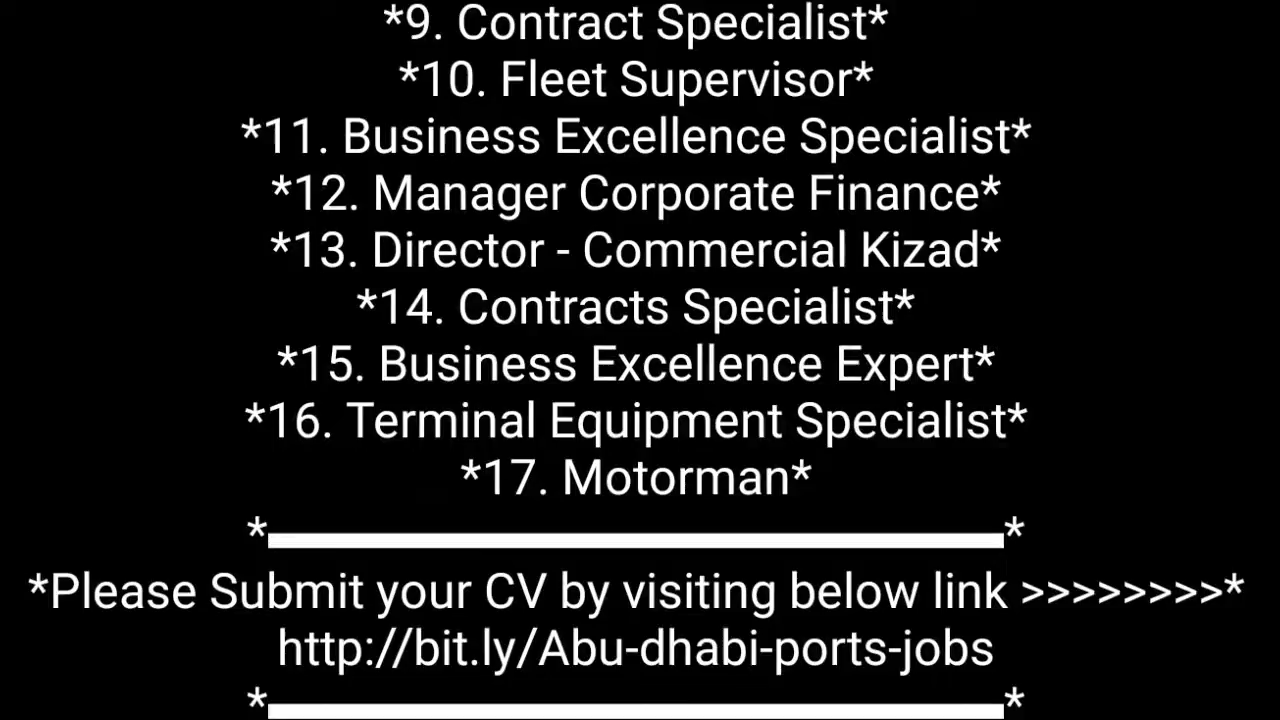 *9. Contract Specialist*
*10. Fleet Supervisor*
*11. Business Excellence Specialist*
*12. Manager Corporate Finance*
*13. Director - Commercial Kizad*
*14. Contracts Specialist*
*15. Business Excellence Expert*
*16. Terminal Equipment Specialist*
*17. Motorman*
*▬▬▬▬▬▬▬▬▬▬▬▬▬▬▬▬*
*Please Submit your CV by visiting below link >>>>>>>>*
http://bit.ly/Abu-dhabi-ports-jobs
*▬▬▬▬▬▬▬▬▬▬▬▬▬▬▬▬*